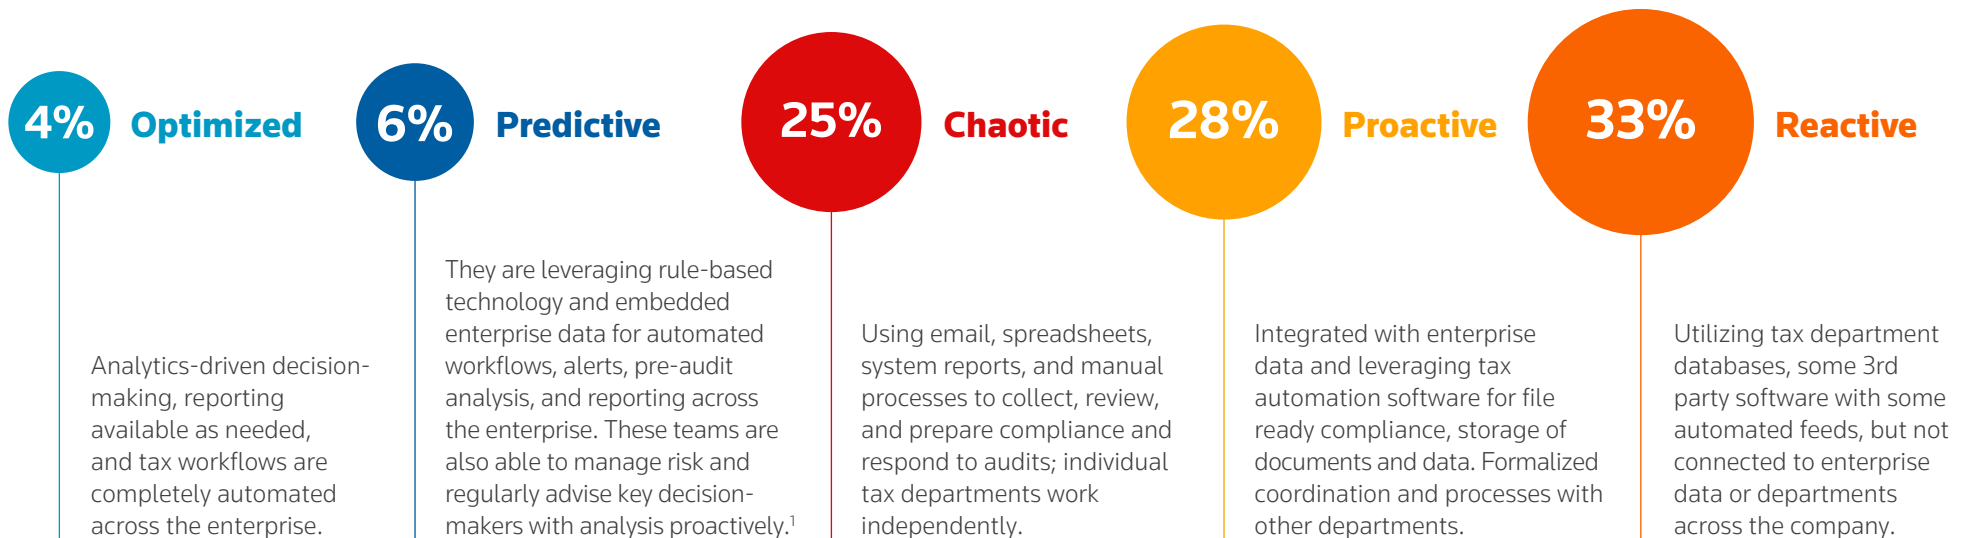 4% Optimized
Analytics-driven decision-
making, reporting
available as needed,
and tax workflows are
completely automated
across the enterprise.
6% Predictive
They are leveraging rule-based
technology and embedded
enterprise data for automated
workflows, alerts, pre-audit
analysis, and reporting across
the enterprise. These teams are
also able to manage risk and
regularly advise key decision-
makers with analysis proactively.1
25% Chaotic
Using email, spreadsheets,
system reports, and manual
processes to collect, review,
and prepare compliance and
respond to audits; individual
tax departments work
independently.
28% Proactive
Integrated with enterprise
data and leveraging tax
automation software for file
ready compliance, storage of
documents and data. Formalized
coordination and processes with
other departments.
33% Reactive
Utilizing tax department
databases, some 3rd
party software with some
automated feeds, but not
connected to enterprise
data or departments
across the company.